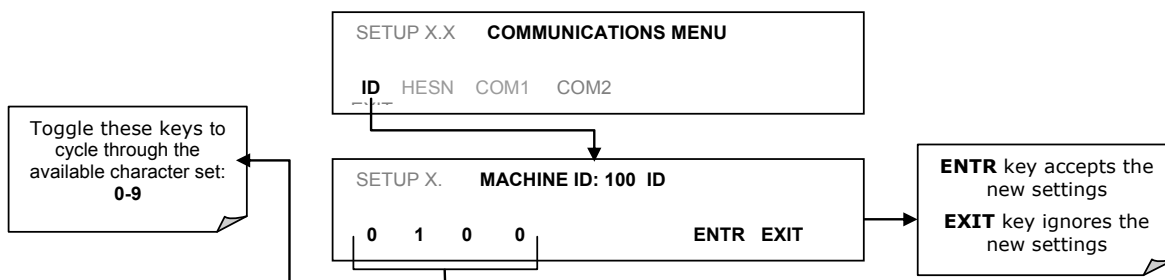 SETUP X.X COMMUNICATIONS MENU
ID HESN COM1 COM2
EXIT
Toggle these keys to
cycle through the
available character set:
0-9
SETUP X. MACHINE ID: 100 ID
0 1 0 0 ENTR EXIT
ENTR key accepts the
new settings
EXIT key ignores the
new settings